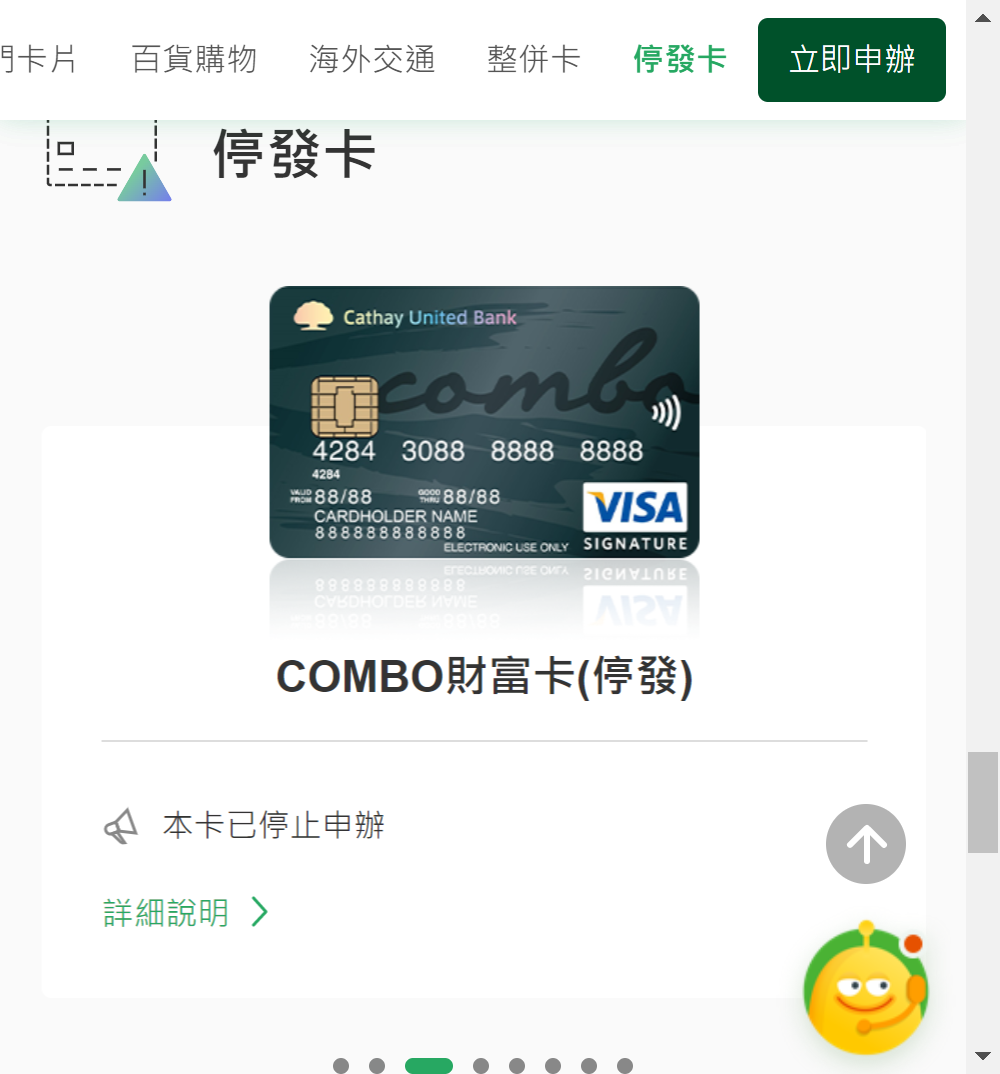 門卡片 百貨購物 海外交通 整併卡 停發卡 立即申辦
停發卡
Cathay United Bank
combo
4284 3088 8888 8888
4284
VALID FROM 88/88 GOOD THRU 88/88
CARDHOLDER NAME
888888888888
ELECTRONIC USE ONLY
VISA
SIGNATURE
COMBO財富卡(停發)
本卡已停止申辦
詳細說明